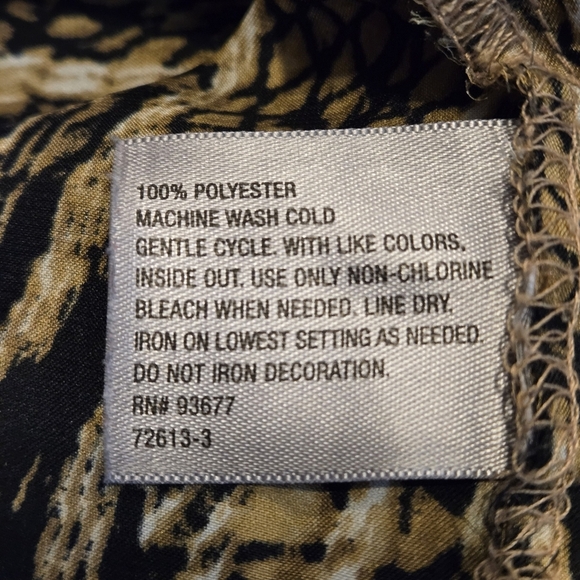 100% POLYESTER
MACHINE WASH COLD
GENTLE CYCLE. WITH LIKE COLORS.
INSIDE OUT. USE ONLY NON-CHLORINE
BLEACH WHEN NEEDED. LINE DRY.
IRON ON LOWEST SETTING AS NEEDED.
DO NOT IRON DECORATION.
RN# 93677
72613-3